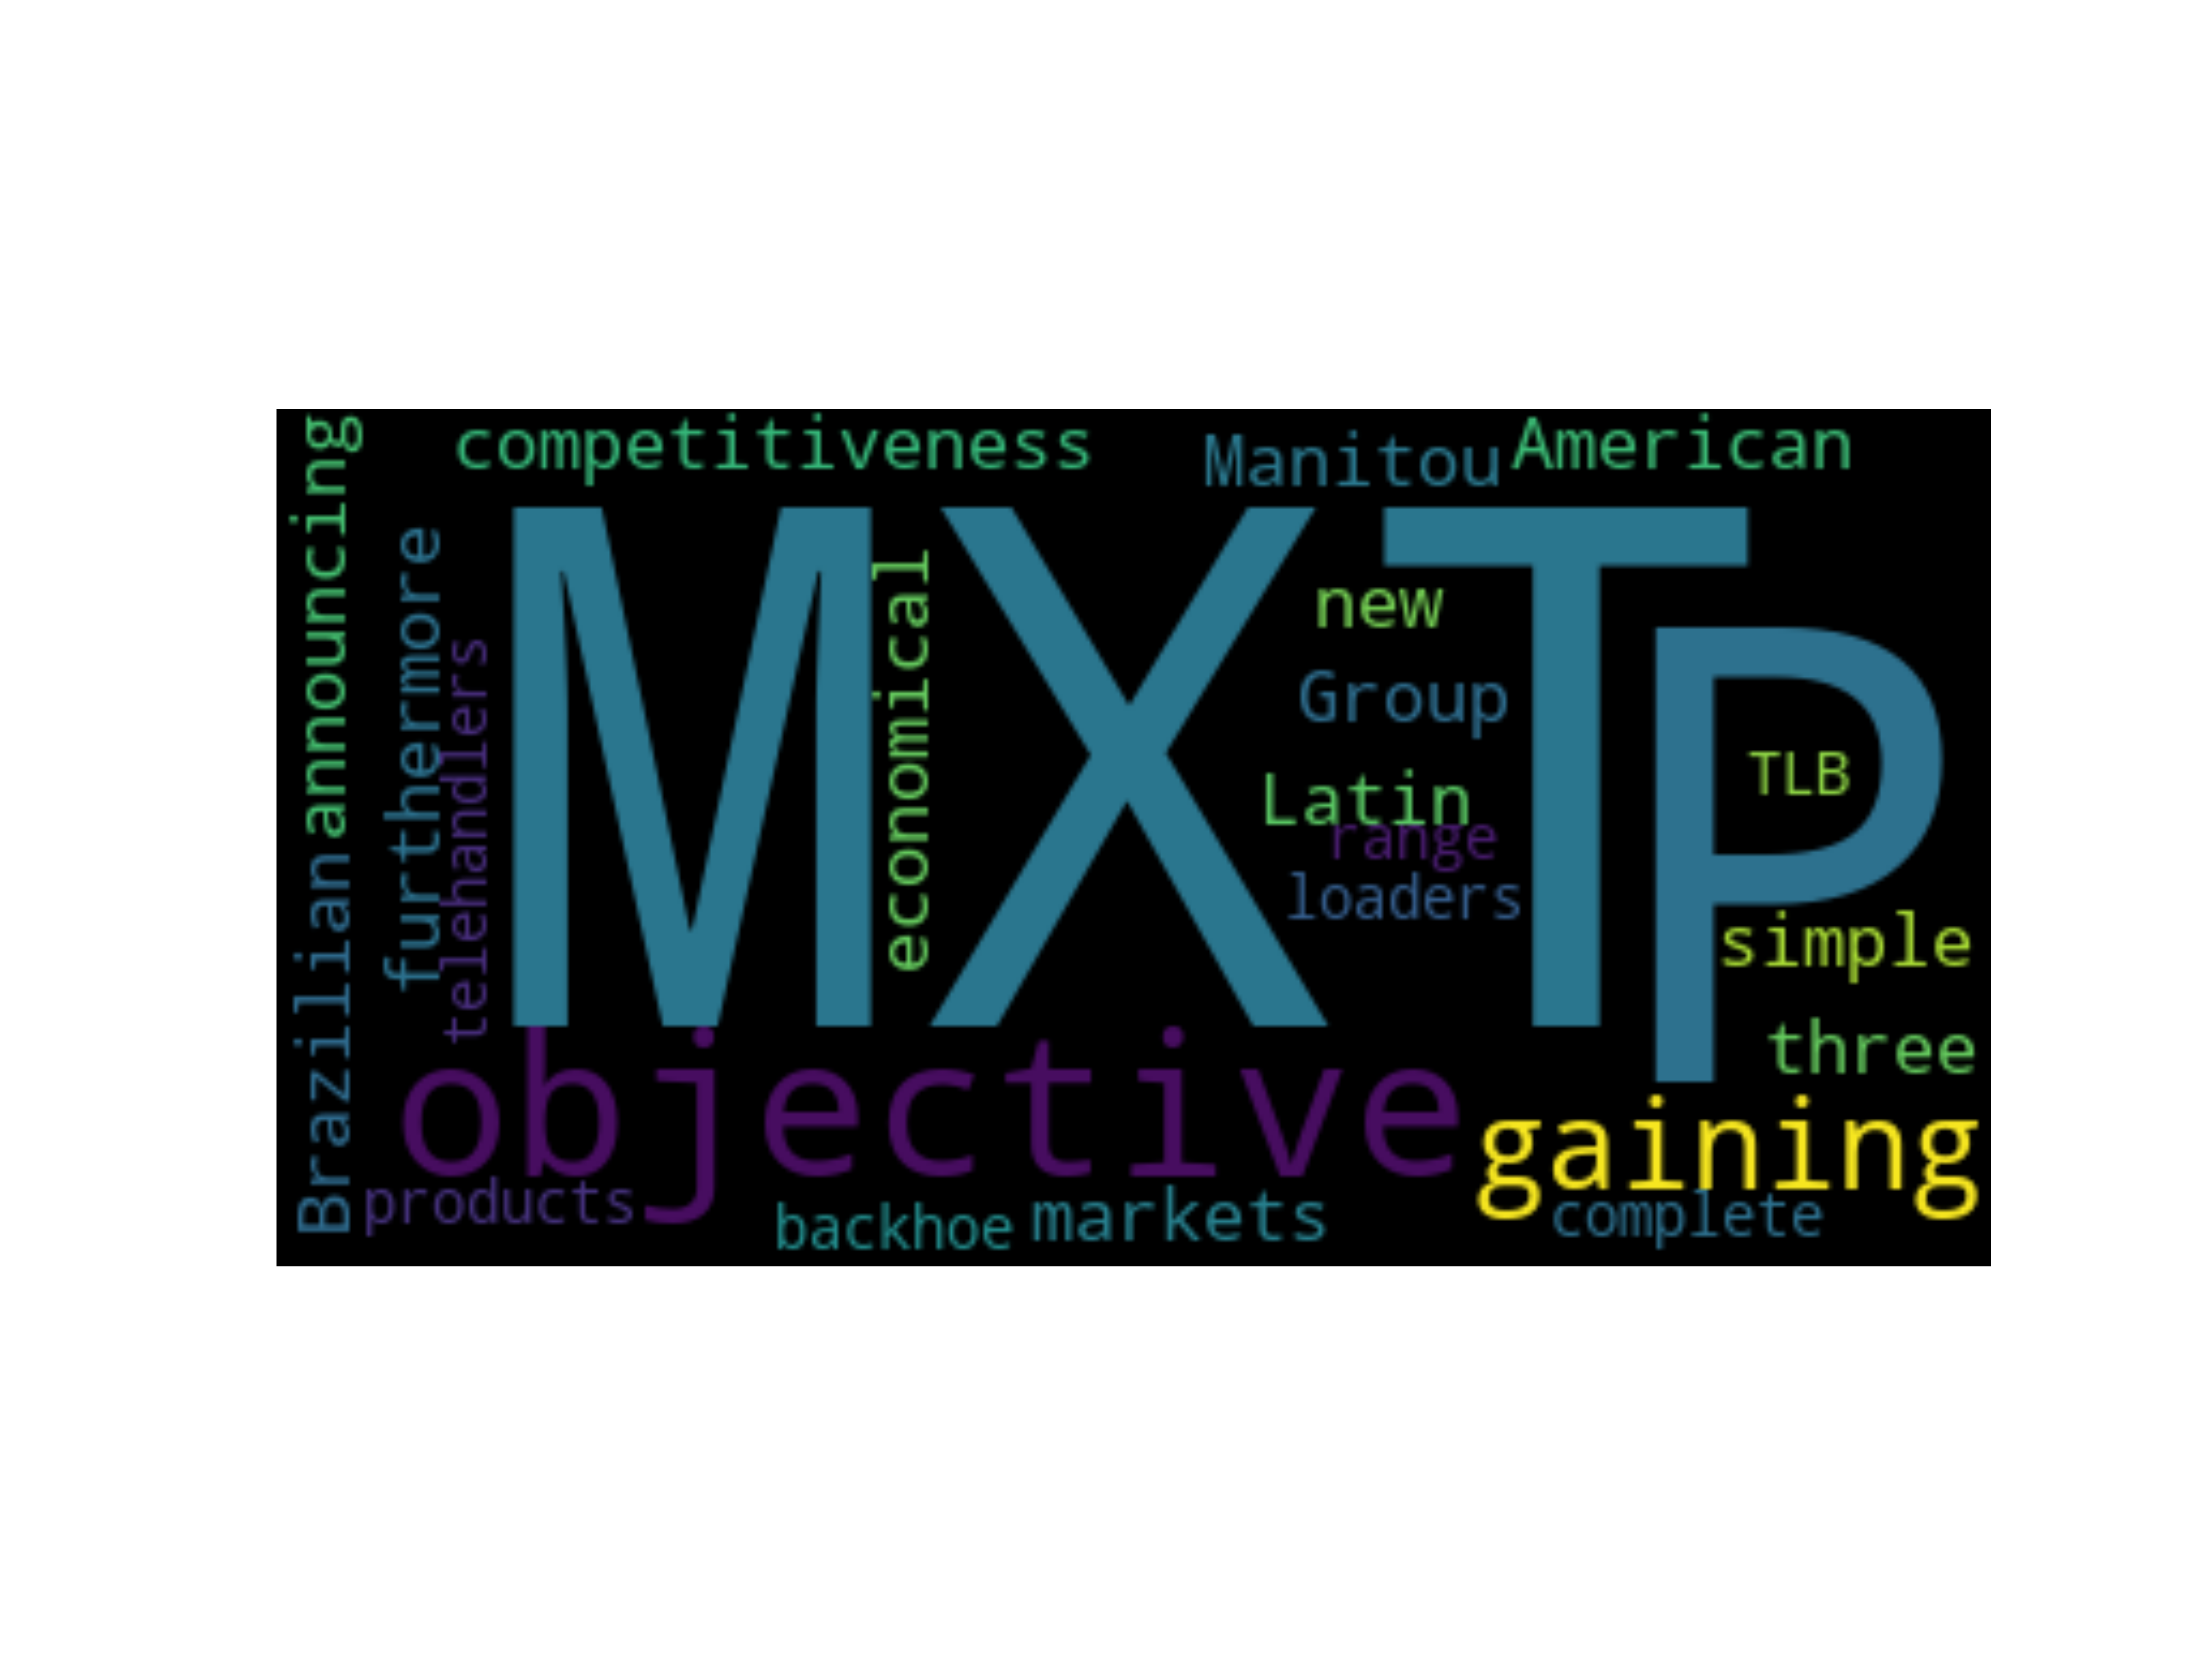 competitiveness
Manitou
American
announcing
furthermore
telehandlers
MXT
economical
new
Group
P
TLB
Latin
range
loaders
Brazilian
simple
three
objective
gaining
products
backhoe
markets
complete